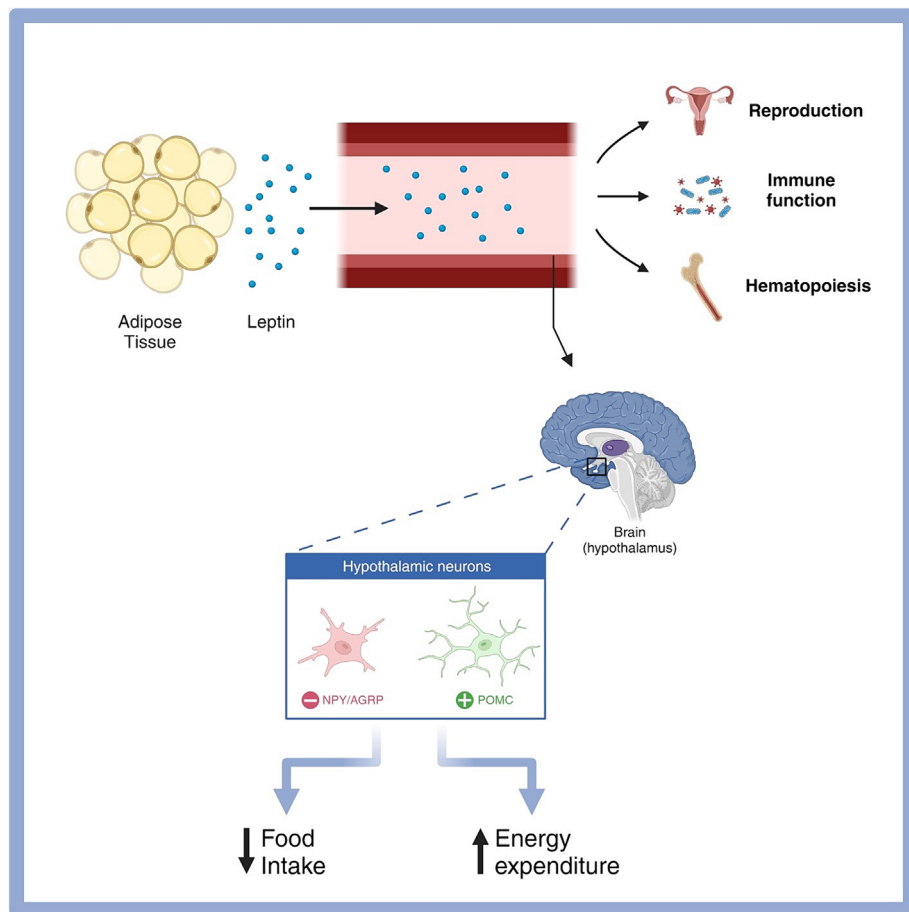 Reproduction
Immune
function
Hematopoiesis
Adipose
Tissue
Leptin
Brain
(hypothalamus)
Hypothalamic neurons
NPY/AGRP
POMC
Food
Intake
Energy
expenditure